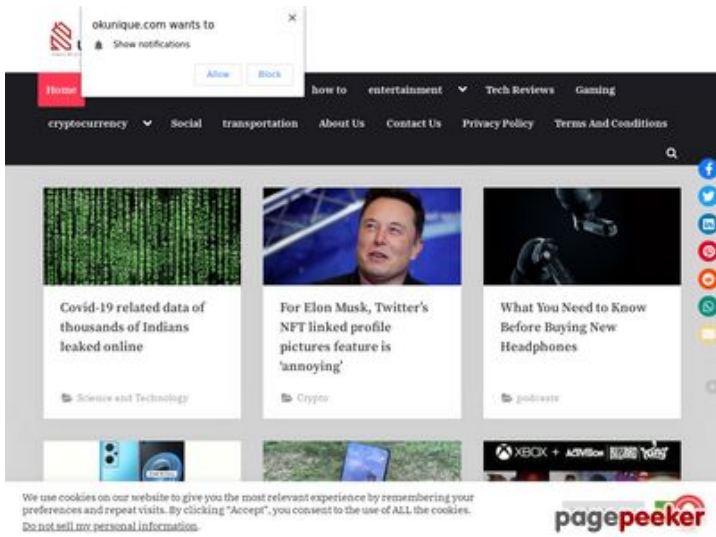 okunique.com wants to
Show notifications
Allow Block
Home how to entertainment Tech Reviews Gaming
cryptocurrency Social transportation About Us Contact Us Privacy Policy Terms And Conditions
Covid-19 related data of
thousands of Indians
leaked online
Science and Technology
For Elon Musk, Twitter's
NFT linked profile
pictures feature is
'annoying'
Crypto
What You Need to Know
Before Buying New
Headphones
podcasts
XBOX + ACTIVISION BLIZZARD King
We use cookies on our website to give you the most relevant experience by remembering your
preferences and repeat visits. By clicking "Accept", you consent to the use of ALL the cookies.
Do not sell my personal information.
pagepeeker